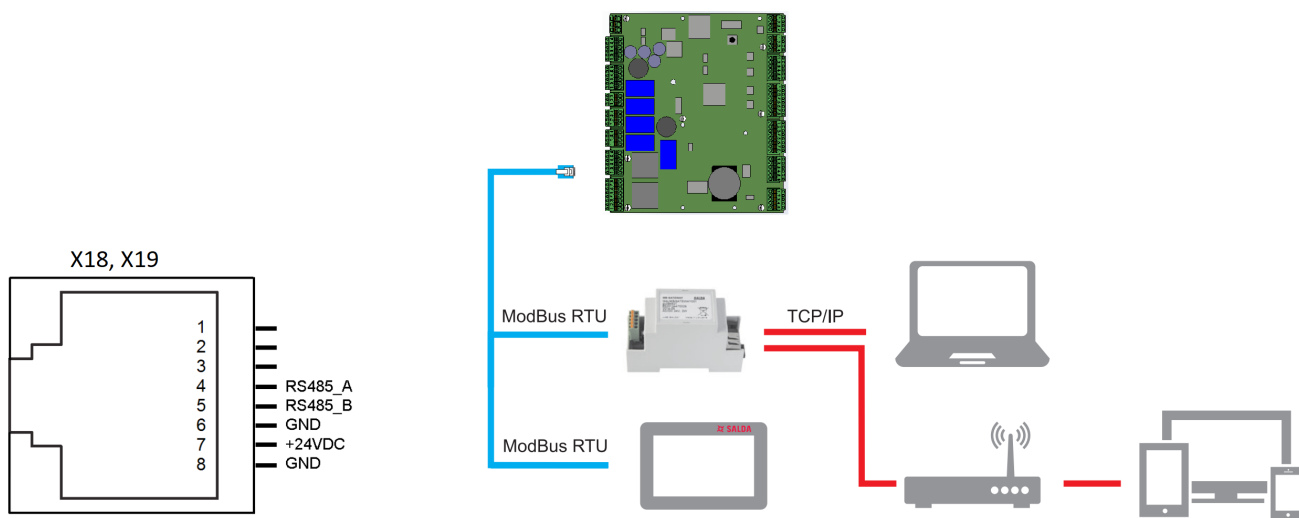 X18, X19
1
2
3
4 RS485_A
5 RS485_B
6 GND
7 +24VDC
8 GND
ModBus RTU
TCP/IP
SALDA
ModBus RTU
SALDA